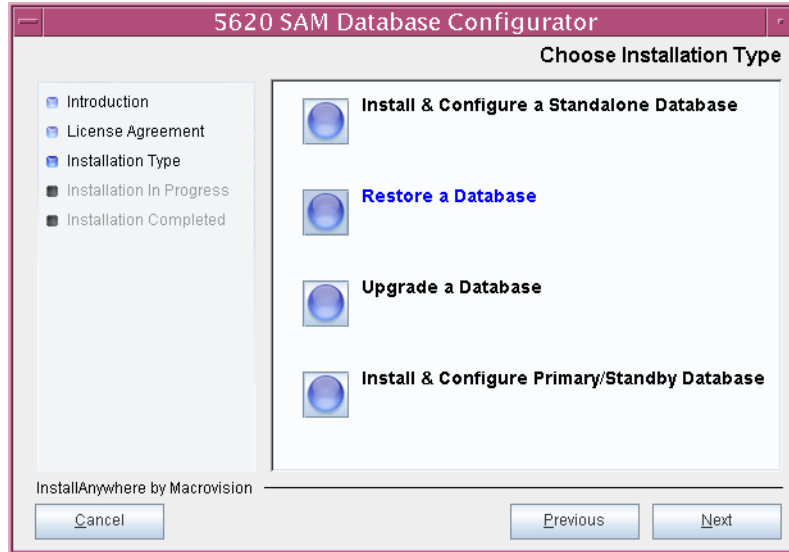 5620 SAM Database Configurator
Choose Installation Type
Introduction
License Agreement
Installation Type
Installation In Progress
Installation Completed
Install & Configure a Standalone Database
Restore a Database
Upgrade a Database
Install & Configure Primary/Standby Database
InstallAnywhere by Macrovision
Cancel
Previous
Next